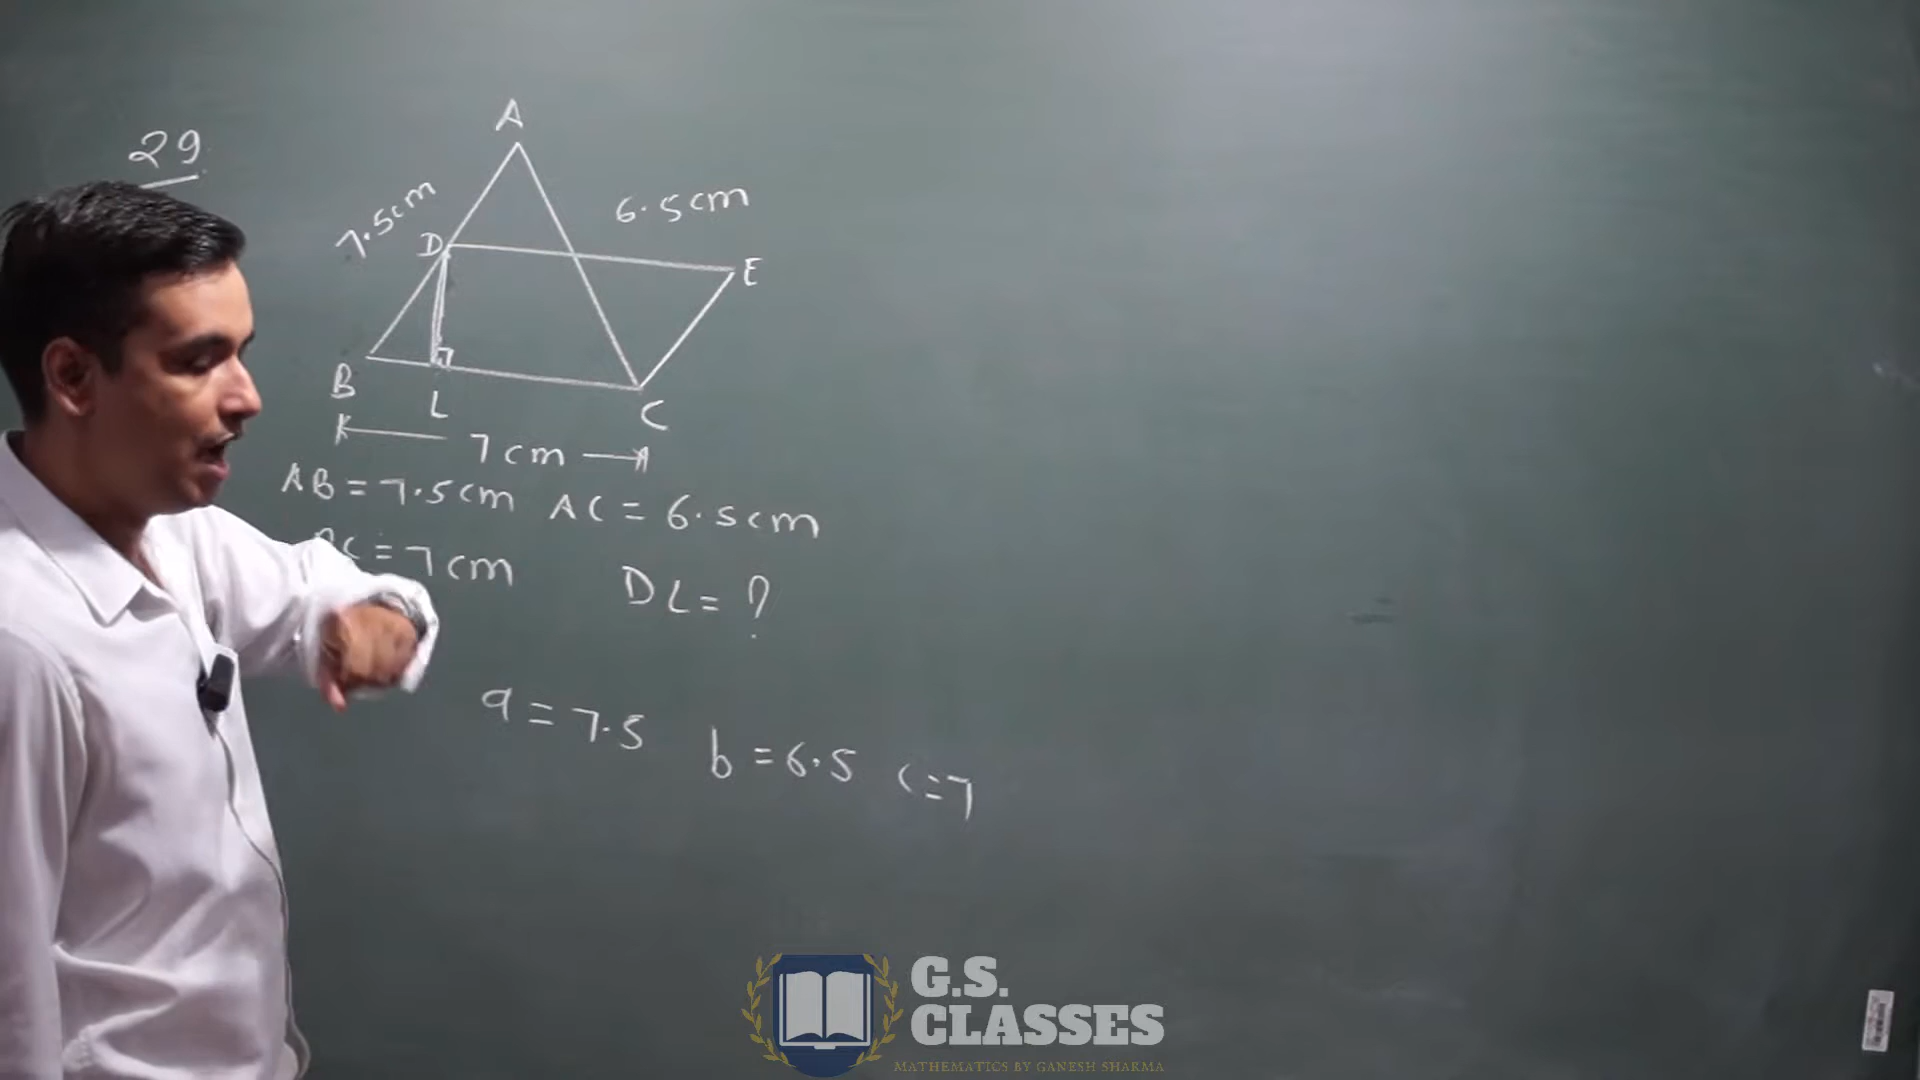 29
A
7.5cm
6.5cm
D
E
B
L
C
7cm
AB=7.5cm AC=6.5cm
C=7cm
DL=?
a=7.5 b=6.5 c=7
G.S.
CLASSES
MATHEMATICS BY GANESH SHARMA